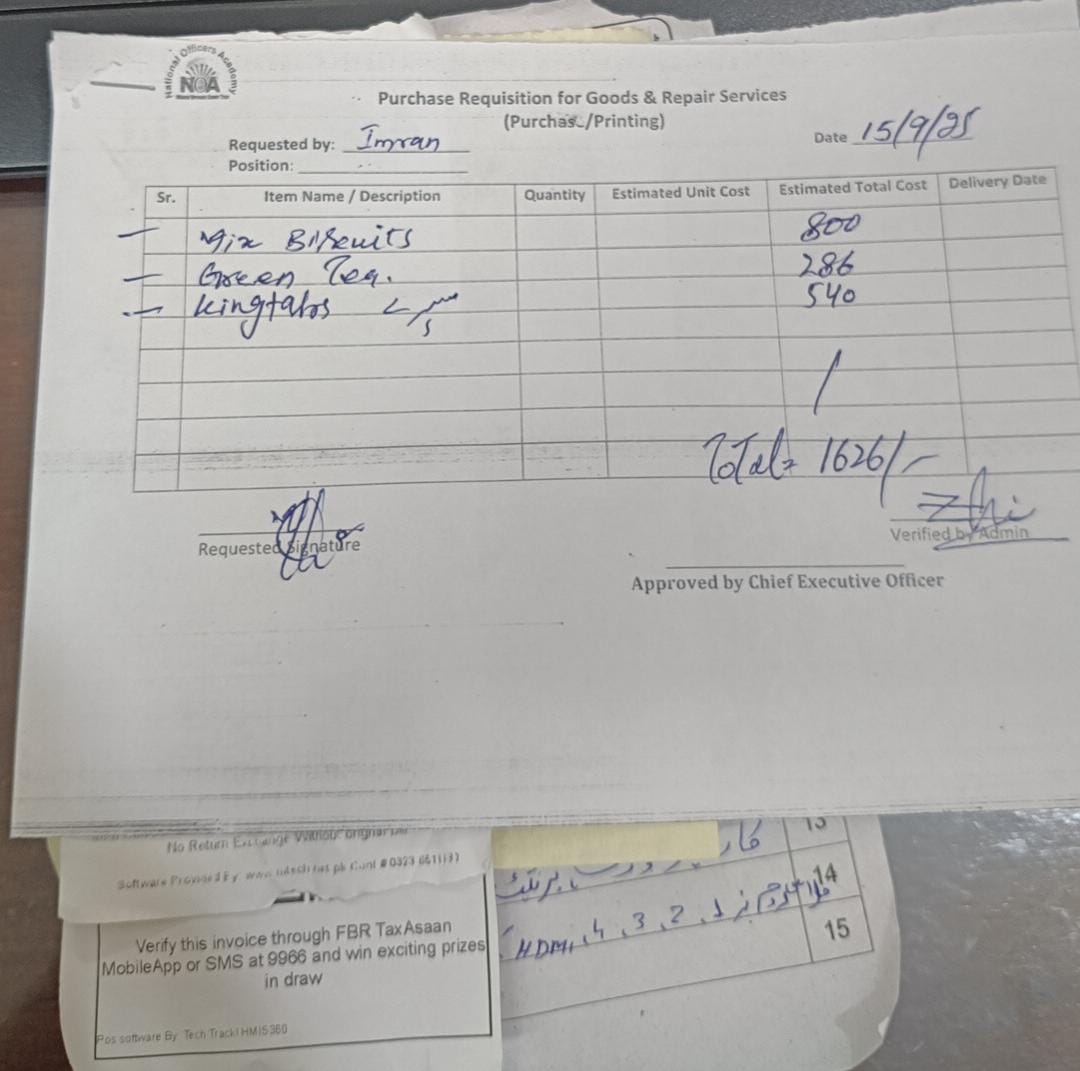 National Officers Academy
NOA
Purchase Requisition for Goods & Repair Services
(Purchase/Printing)
Requested by: Imran
Date 15/9/25
Position:
Sr. Item Name / Description Quantity Estimated Unit Cost Estimated Total Cost Delivery Date
Mix Biscuits 800
Green Tea. 286
kingtabs 540
Total= 1626/-
Requested Signature
Verified by Admin
Approved by Chief Executive Officer
No Return Exchange Without original
Software Provided By
Verify this invoice through FBR TaxAsaan
MobileApp or SMS at 9966 and win exciting prizes
in draw
Pos software By Tech Track HMIS360
13
14
1, 2, 3, 4, HDMI
15